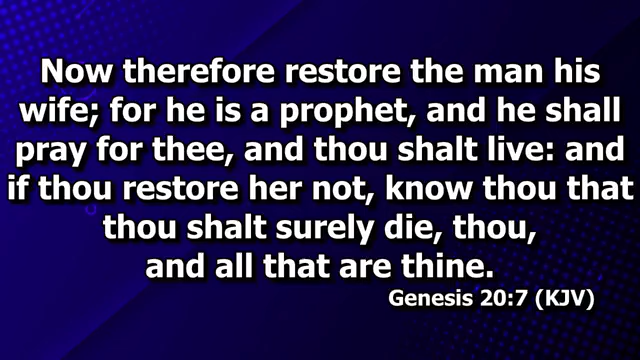 Now therefore restore the man his
wife; for he is a prophet, and he shall
pray for thee, and thou shalt live: and
if thou restore her not, know thou that
thou shalt surely die, thou,
and all that are thine.
Genesis 20:7 (KJV)